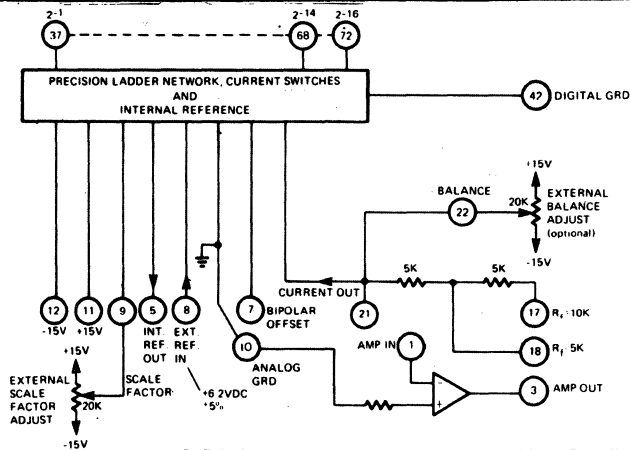 2-1
2-14
2-16
37
68
72
PRECISION LADDER NETWORK, CURRENT SWITCHES
AND
INTERNAL REFERENCE
42
DIGITAL GRD
+15V
BALANCE
22
20K
EXTERNAL
BALANCE
ADJUST
(optional)
-15V
5K
5K
CURRENT OUT
12
11
9
5
8
7
BIPOLAR
OFFSET
21
17
Rf 10K
-15V
+15V
INT.
REF.
OUT
EXT.
REF.
IN
10
ANALOG
GRD
AMP IN
1
18
Rf 5K
+15V
EXTERNAL
SCALE
FACTOR
ADJUST
20K
SCALE
FACTOR
+6.2VDC
-
+
3
AMP OUT
-15V